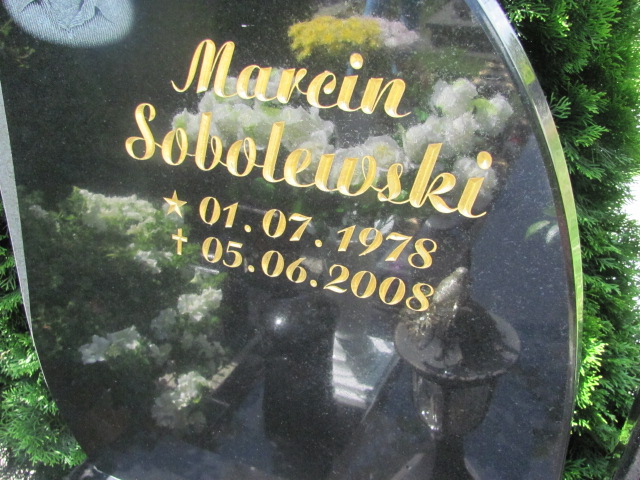 Marcin
Sobolewski
★ 01.07.1978
† 05.06.2008